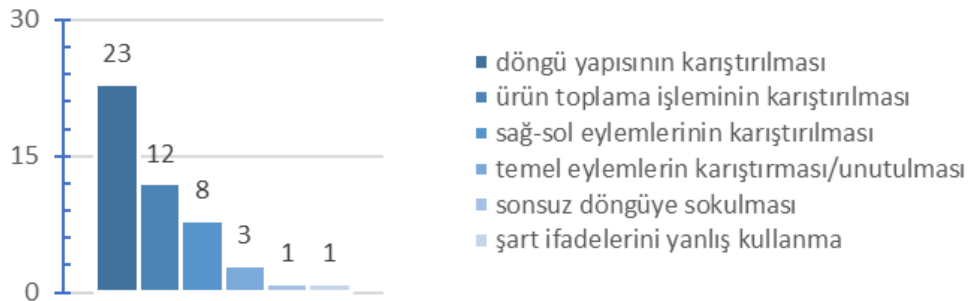 30
23
15
12
8
3
1
1
0
döngü yapısının karıştırılması
ürün toplama işleminin karıştırılması
sağ-sol eylemlerinin karıştırılması
temel eylemlerin karıştırması/unutulması
sonsuz döngüye sokulması
şart ifadelerini yanlış kullanma